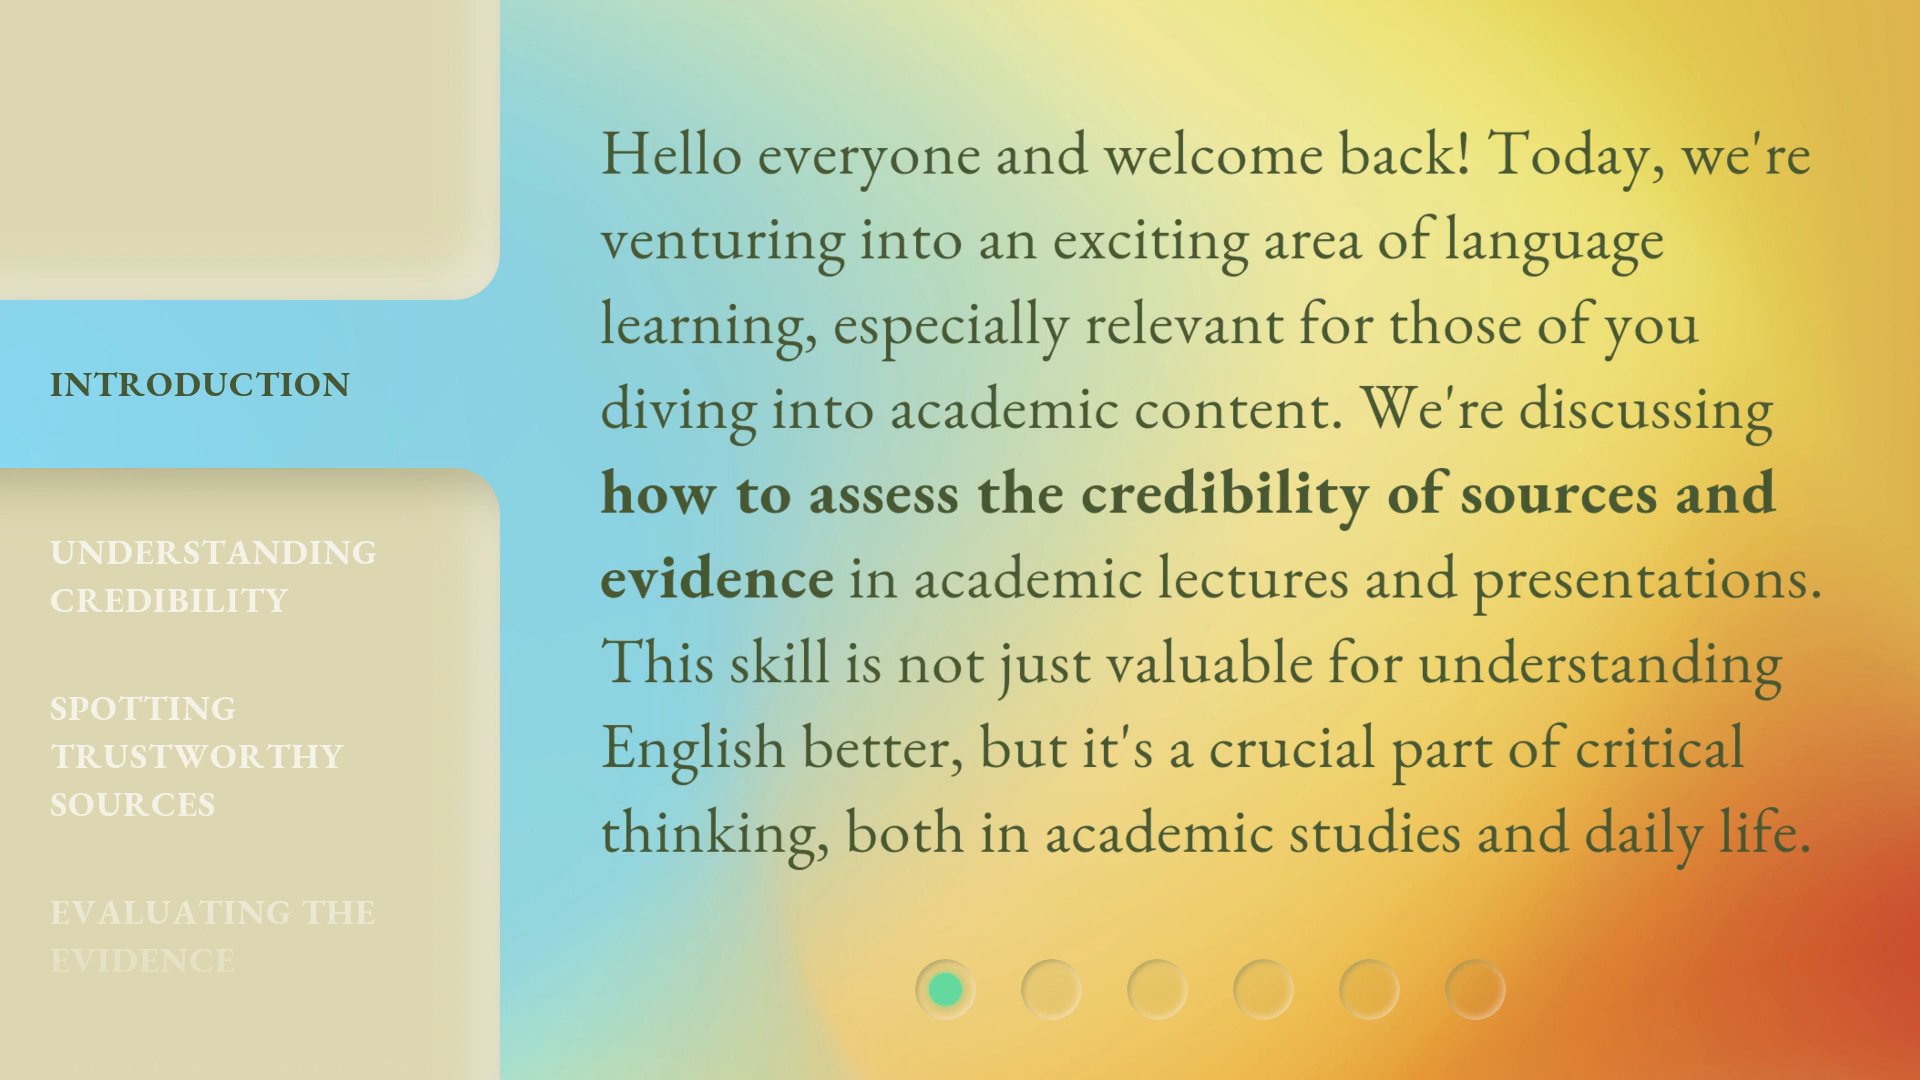 INTRODUCTION
UNDERSTANDING
CREDIBILITY
SPOTTING
TRUSTWORTHY
SOURCES
EVALUATING THE
EVIDENCE
Hello everyone and welcome back! Today, we're
venturing into an exciting area of language
learning, especially relevant for those of you
diving into academic content. We're discussing
how to assess the credibility of sources and
evidence in academic lectures and presentations.
This skill is not just valuable for understanding
English better, but it's a crucial part of critical
thinking, both in academic studies and daily life.